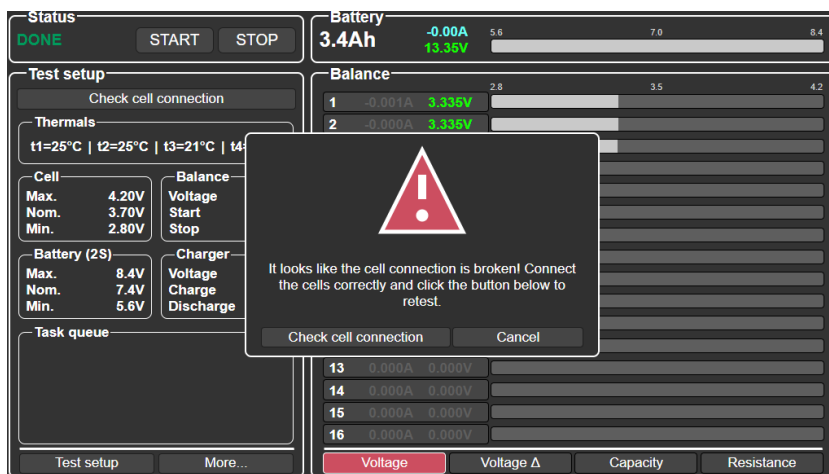 Status
DONE
START
STOP
Battery
3.4Ah
-0.00A
13.35V
5.6
7.0
8.4
Test setup
Check cell connection
Thermals
t1=25°C | t2=25°C | t3=21°C | t4=
Cell
Max. 4.20V
Nom. 3.70V
Min. 2.80V
Balance
Voltage
Start
Stop
Battery (2S)
Max. 8.4V
Nom. 7.4V
Min. 5.6V
Charger
Voltage
Charge
Discharge
Task queue
Test setup
More...
Balance
2.8
3.5
4.2
1 -0.001A 3.335V
2 -0.000A 3.335V
It looks like the cell connection is broken! Connect
the cells correctly and click the button below to
retest.
Check cell connection
Cancel
13 0.000A 0.000V
14 0.000A 0.000V
15 0.000A 0.000V
16 0.000A 0.000V
Voltage
Voltage Δ
Capacity
Resistance